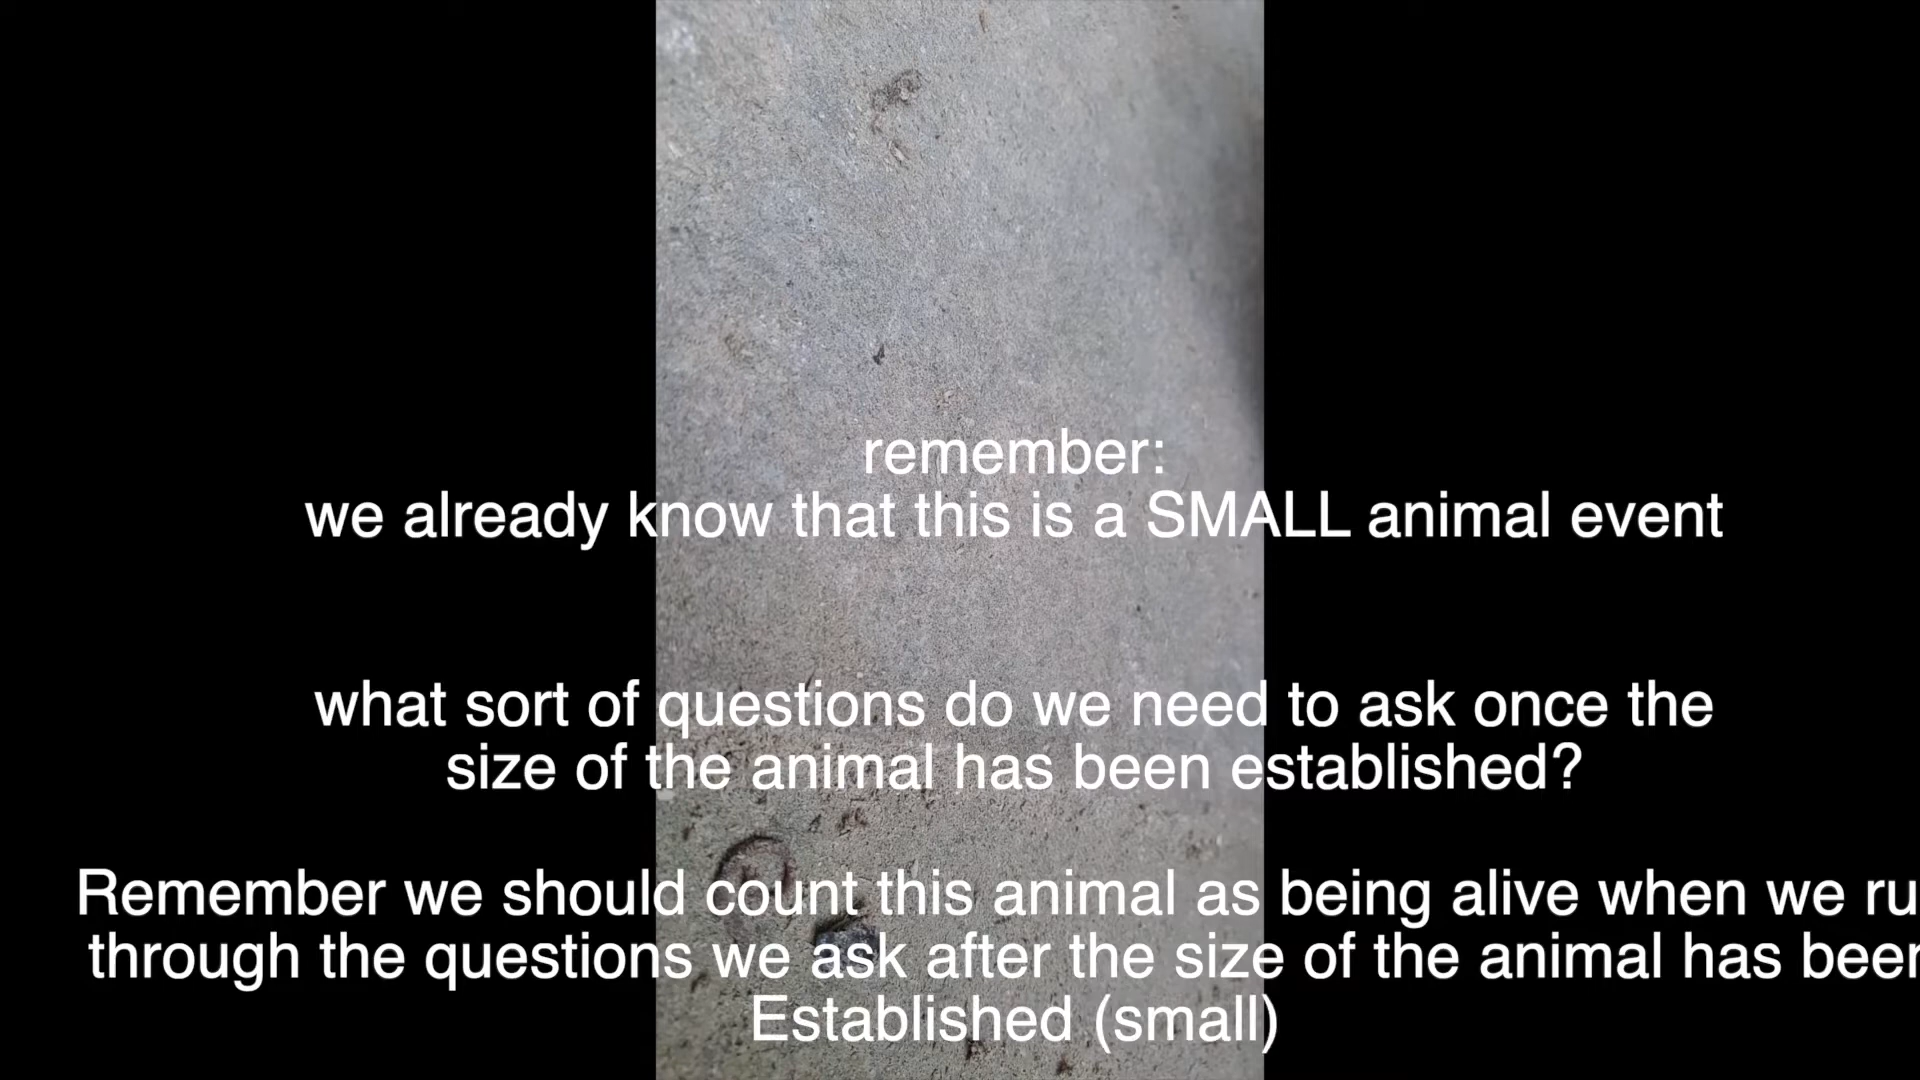 remember:
we already know that this is a SMALL animal event
what sort of questions do we need to ask once the
size of the animal has been established?
Remember we should count this animal as being alive when we ru
through the questions we ask after the size of the animal has been
Established (small)